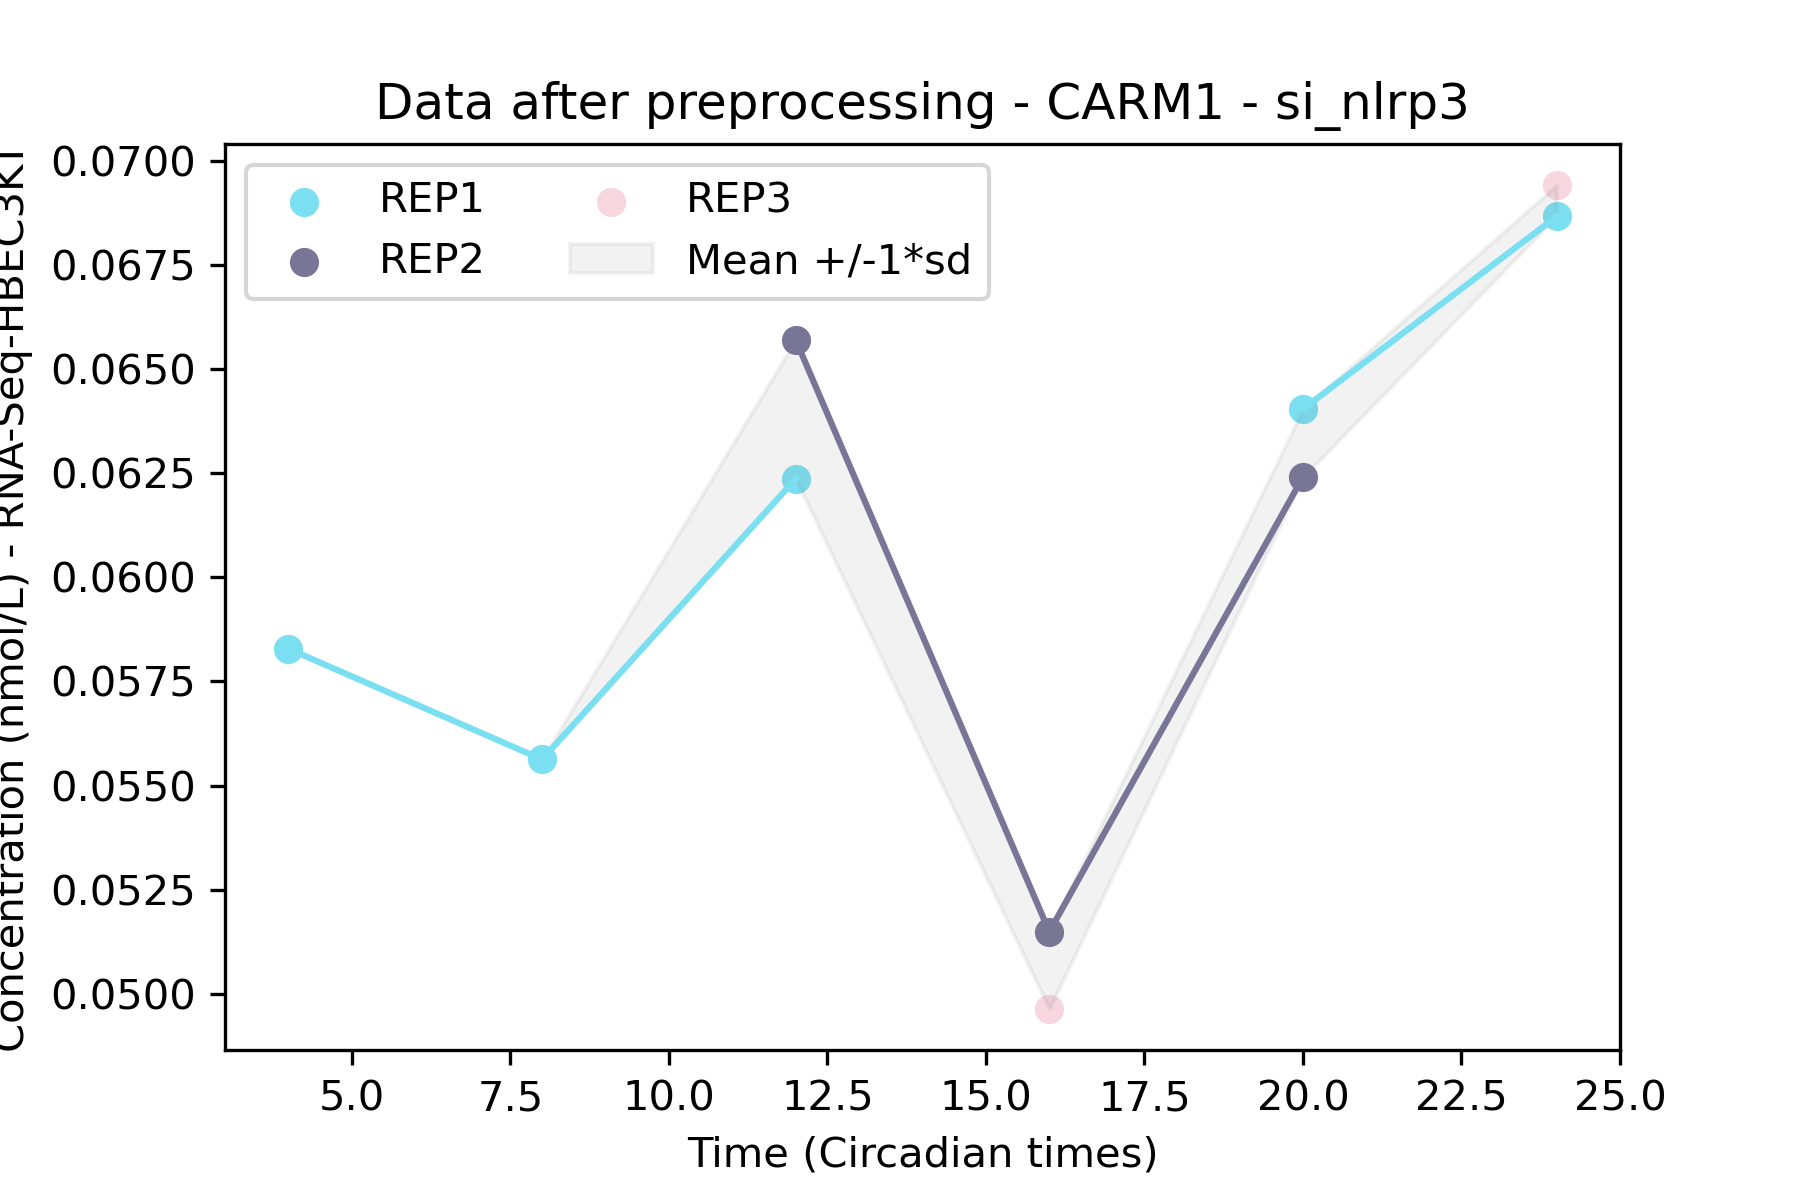 Data after preprocessing - CARM1 - si_nlrp3
Concentration (nmol/L) - RNA-Seq-HBEC3KT
0.0700
0.0675
0.0650
0.0625
0.0600
0.0575
0.0550
0.0525
0.0500
REP1
REP2
REP3
Mean +/-1*sd
5.0 7.5 10.0 12.5 15.0 17.5 20.0 22.5 25.0
Time (Circadian times)